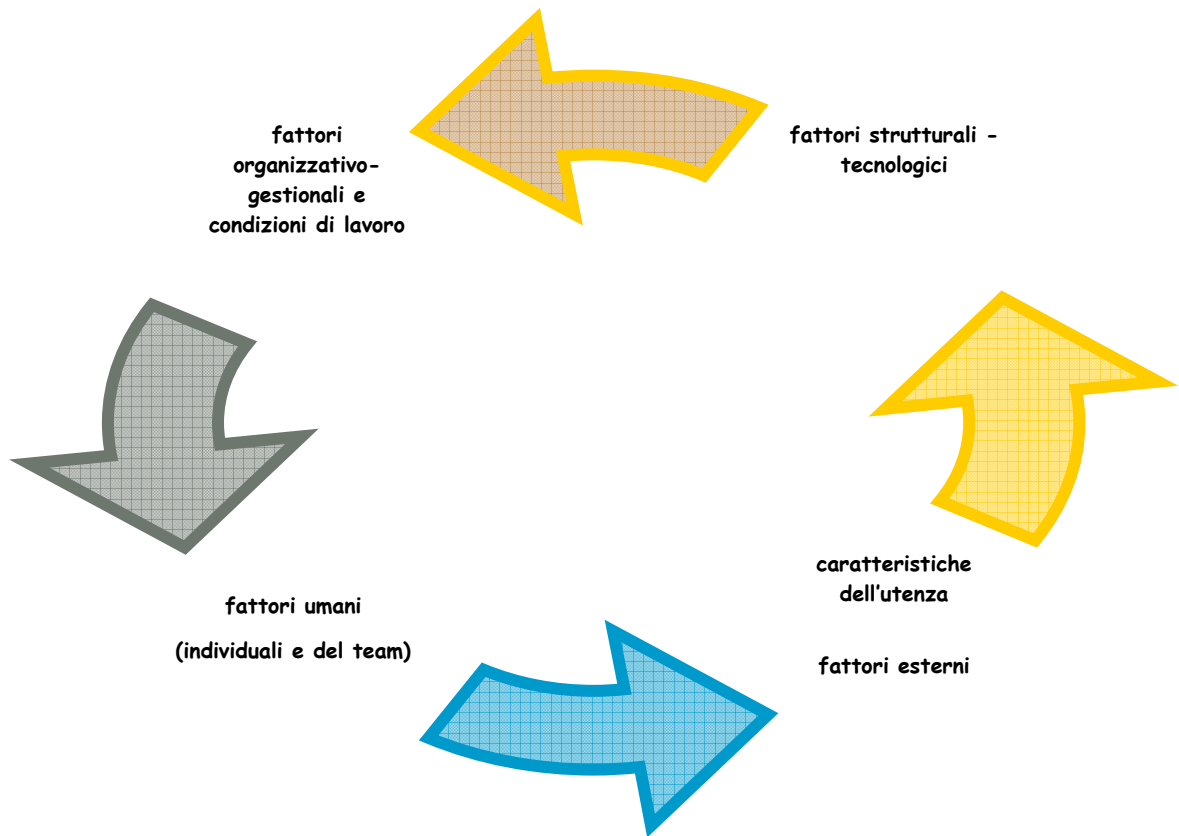 fattori
organizzativo-
gestionali e
condizioni di lavoro
fattori strutturali -
tecnologici
fattori umani
(individuali e del team)
caratteristiche
dell'utenza
fattori esterni